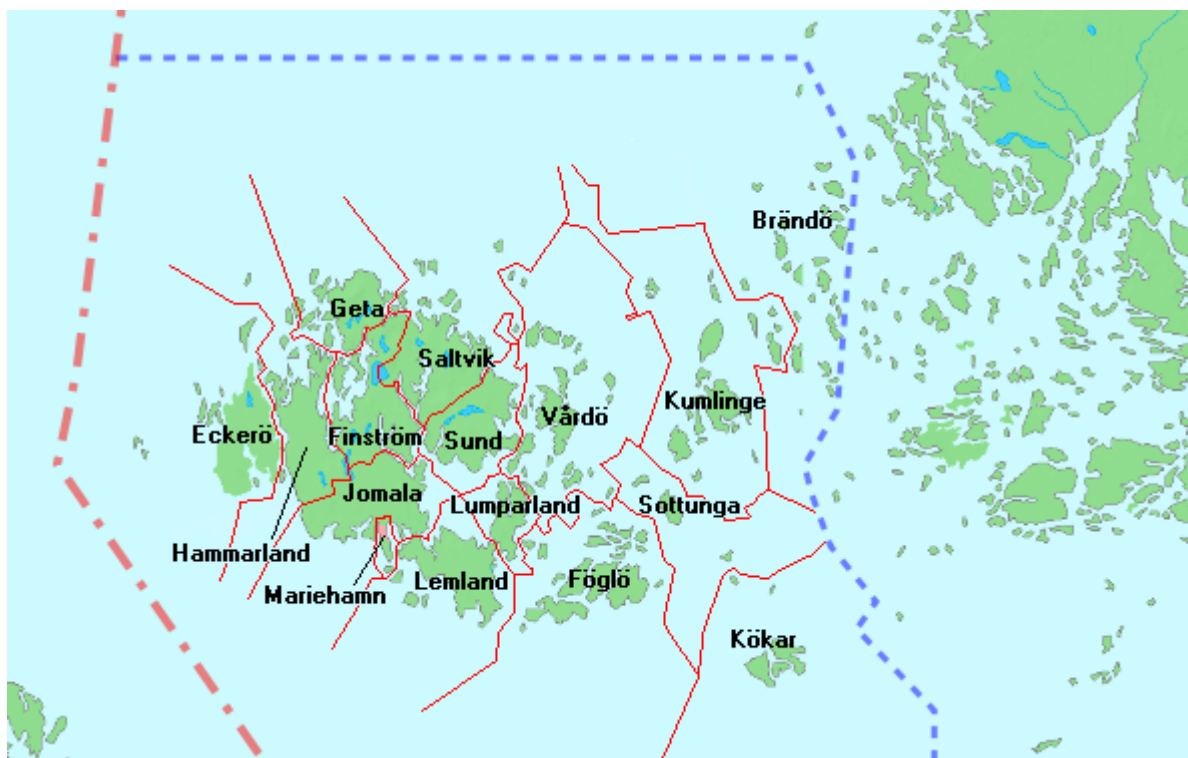 Brändö
Geta
Saltvik
Kumlinge
Vårdö
Eckerö
Finström
Sund
Jomala
Lumparland
Sottunga
Hammarland
Mariehamn
Lemland
Föglö
Kökar